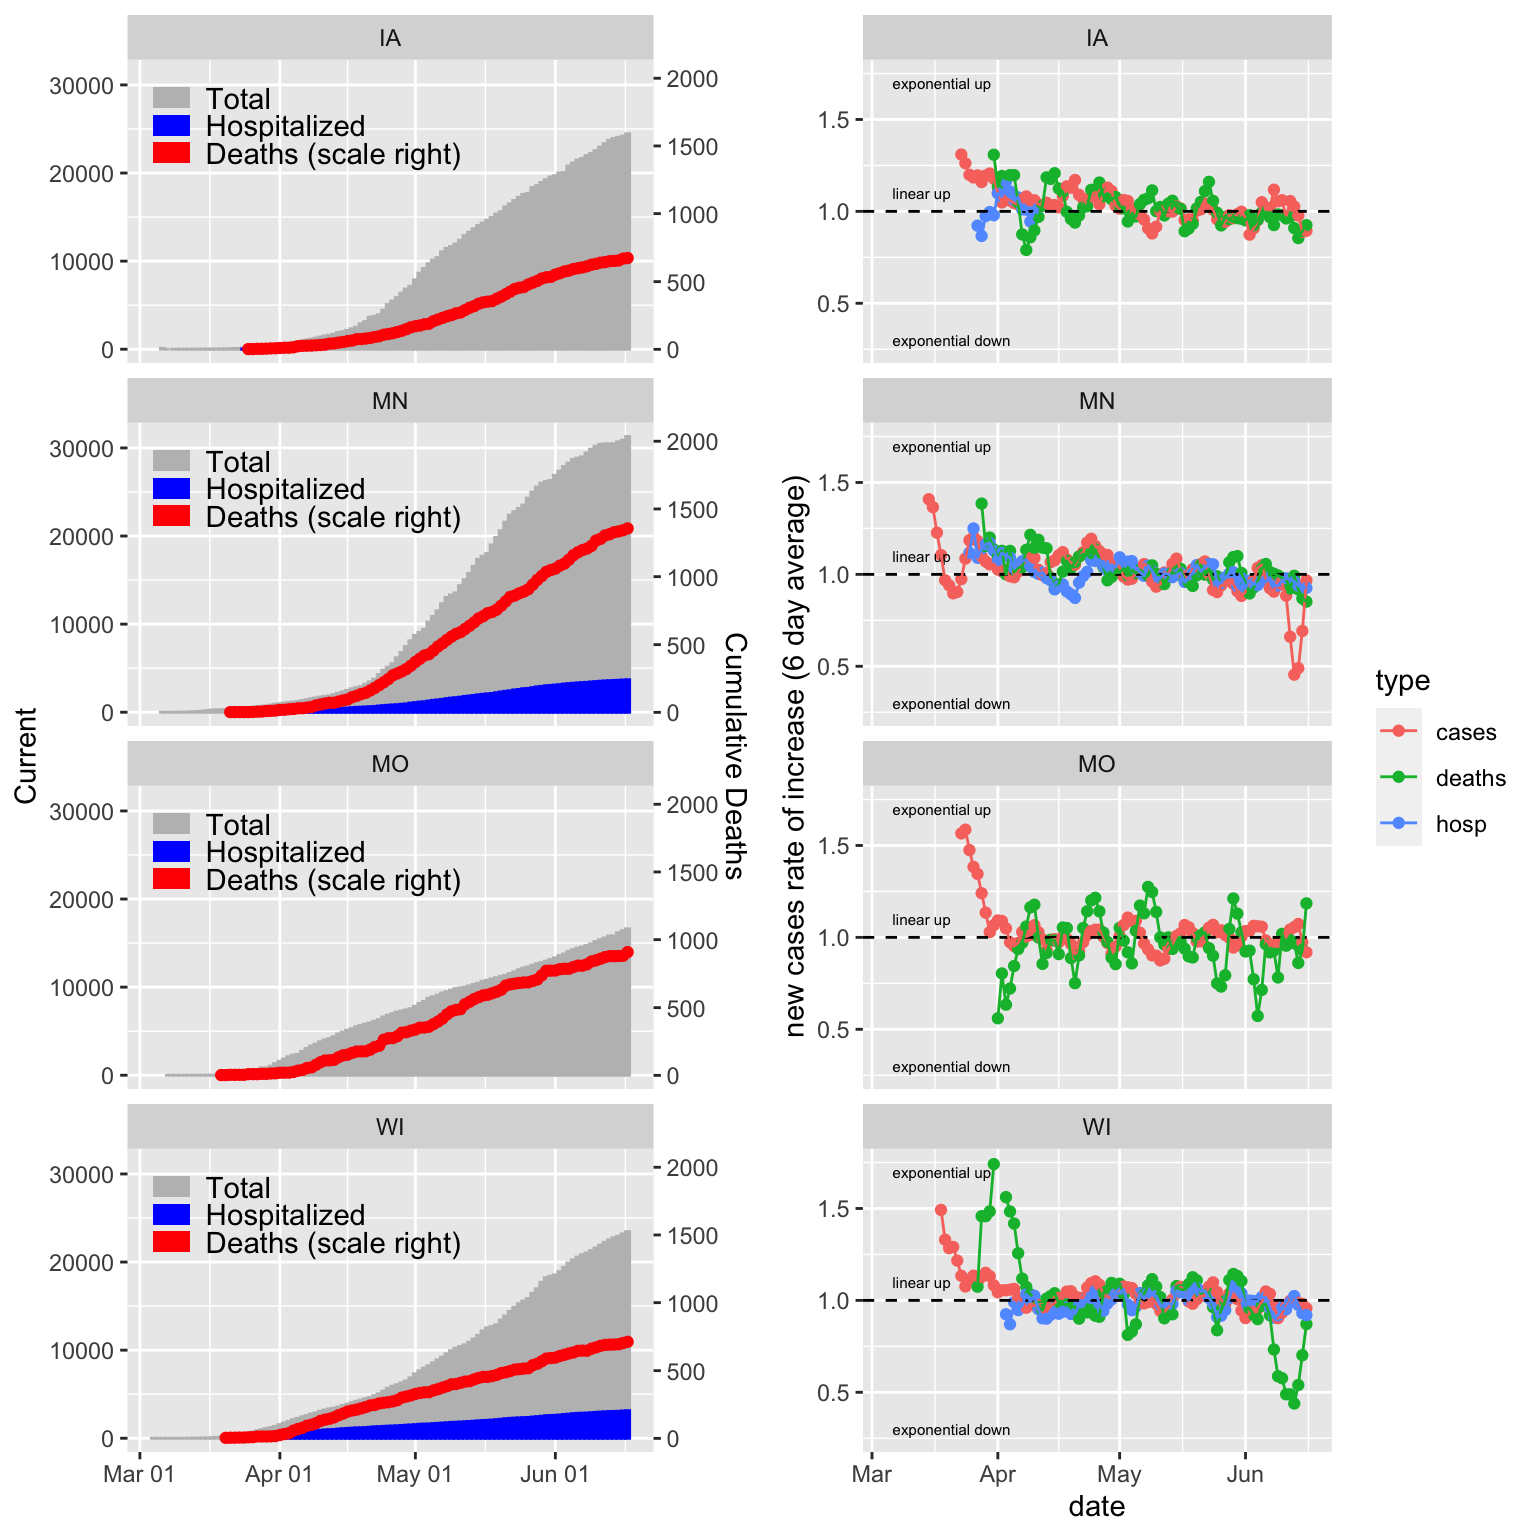 IA
30000
20000
10000
0
2000
1500
1000
500
0
Total
Hospitalized
Deaths (scale right)
MN
30000
20000
10000
0
2000
1500
1000
500
0
Total
Hospitalized
Deaths (scale right)
MO
30000
20000
10000
0
2000
1500
1000
500
0
Total
Hospitalized
Deaths (scale right)
WI
30000
20000
10000
0
2000
1500
1000
500
0
Total
Hospitalized
Deaths (scale right)
Mar 01
Apr 01
May 01
Jun 01
Current
Cumulative Deaths
IA
1.5
1.0
0.5
exponential up
linear up
exponential down
MN
1.5
1.0
0.5
exponential up
linear up
exponential down
MO
1.5
1.0
0.5
exponential up
linear up
exponential down
WI
1.5
1.0
0.5
exponential up
linear up
exponential down
Mar
Apr
May
Jun
date
new cases rate of increase (6 day average)
type
cases
deaths
hosp